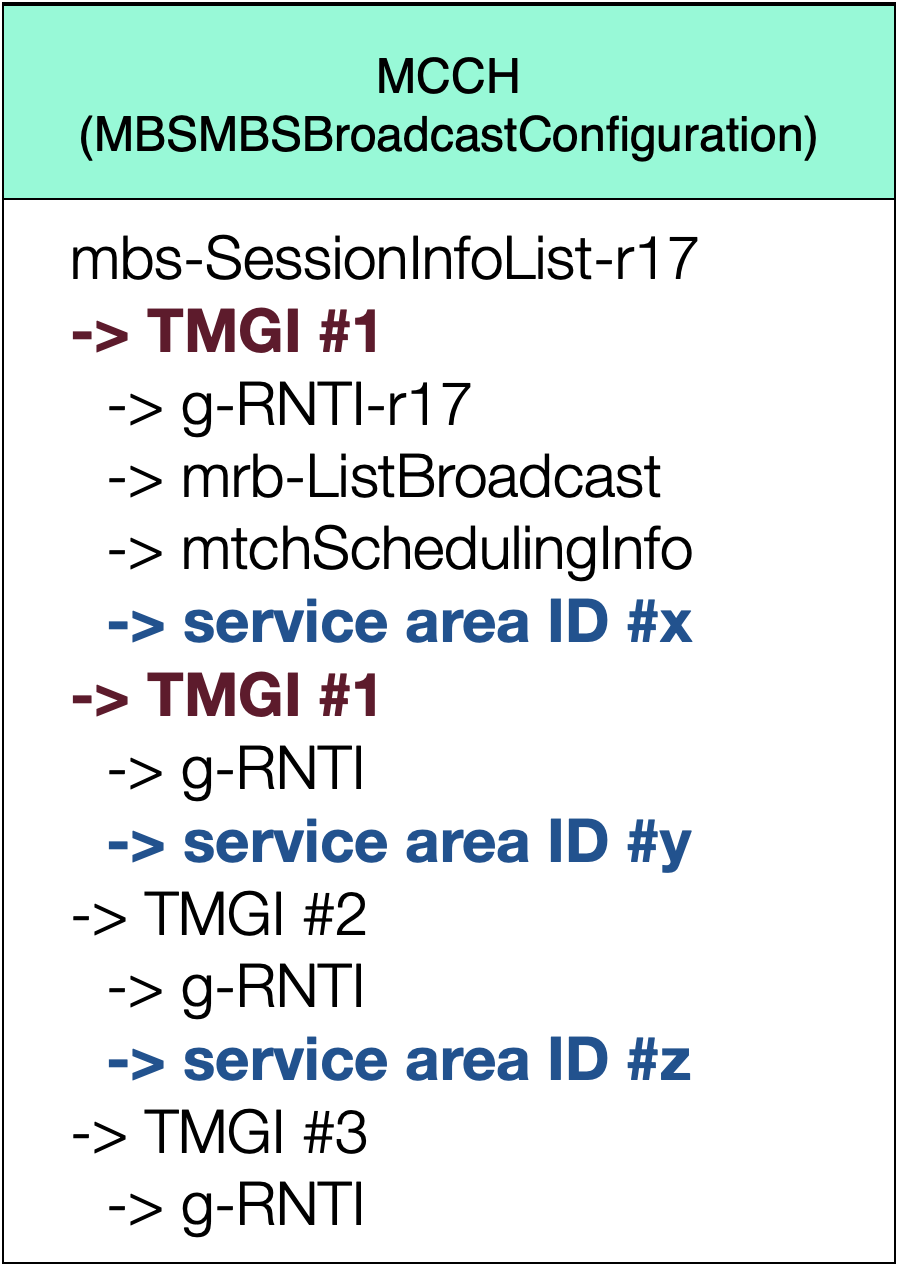 MCCH
(MBSMBSBroadcastConfiguration)
mbs-SessionInfoList-r17
-> TMGI #1
-> g-RNTI-r17
-> mrb-ListBroadcast
-> mtchSchedulingInfo
-> service area ID #x
-> TMGI #1
-> g-RNTI
-> service area ID #y
-> TMGI #2
-> g-RNTI
-> service area ID #z
-> TMGI #3
-> g-RNTI